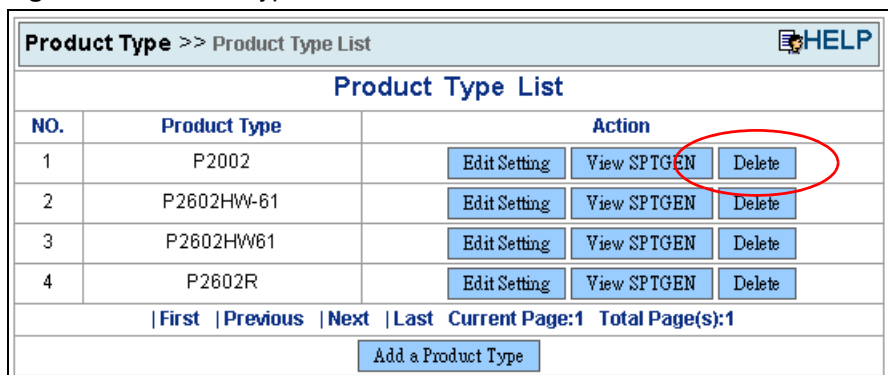 Product Type >> Product Type List HELP
Product Type List
NO. Product Type Action
1 P2002 Edit Setting View SPTGEN Delete
2 P2602HW-61 Edit Setting View SPTGEN Delete
3 P2602HW61 Edit Setting View SPTGEN Delete
4 P2602R Edit Setting View SPTGEN Delete
|First |Previous |Next |Last Current Page:1 Total Page(s):1
Add a Product Type